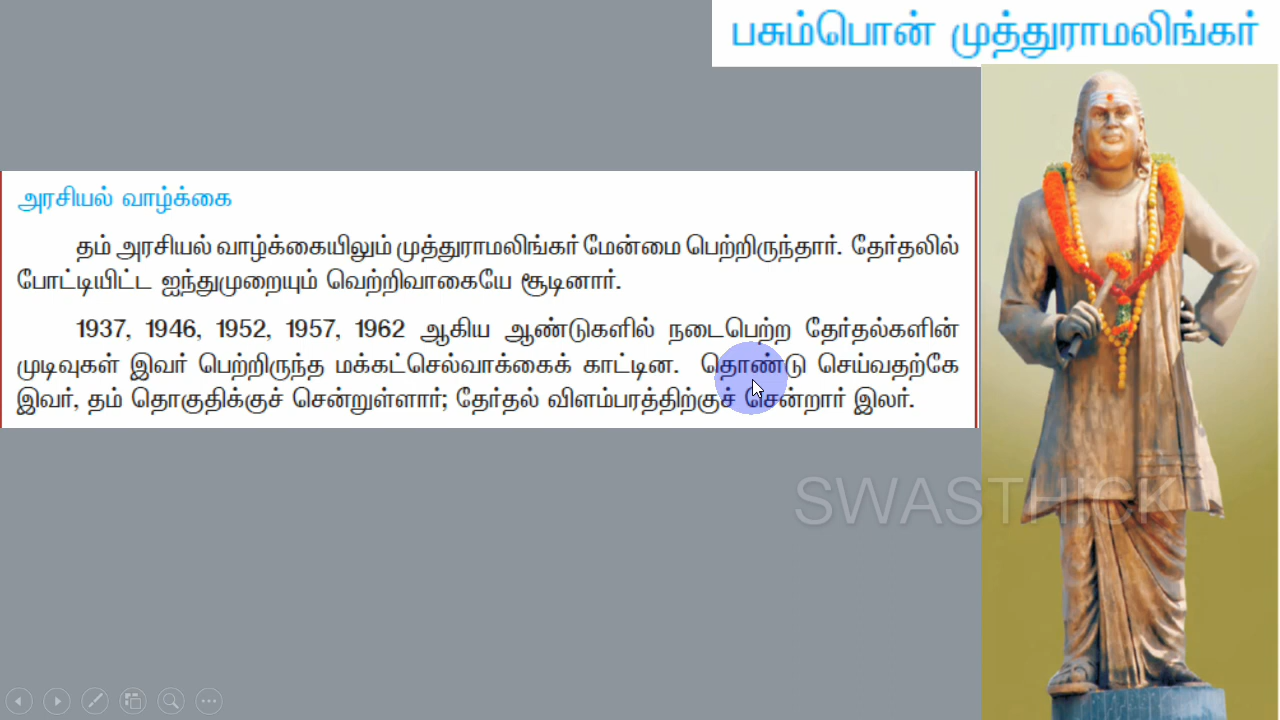 பசும்பொன் முத்துராமலிங்கர்
அரசியல் வாழ்க்கை
தம் அரசியல் வாழ்க்கையிலும் முத்துராமலிங்கர் மேன்மை பெற்றிருந்தார். தேர்தலில்
போட்டியிட்ட ஐந்துமுறையும் வெற்றிவாகையே சூடினார்.
1937, 1946, 1952, 1957, 1962 ஆகிய ஆண்டுகளில் நடைபெற்ற தேர்தல்களின்
முடிவுகள் இவர் பெற்றிருந்த மக்கட்செல்வாக்கைக் காட்டின. தொண்டு செய்வதற்கே
இவர், தம் தொகுதிக்குச் சென்றுள்ளார்; தேர்தல் விளம்பரத்திற்குச் சென்றார் இலர்.
SWASTHICK